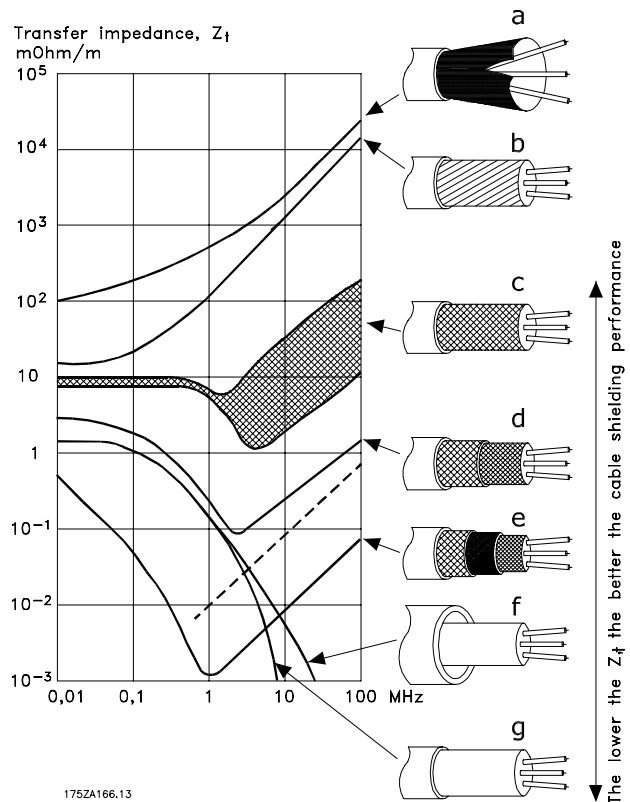 Transfer impedance, Zt
mOhm/m
10⁵
10⁴
10³
10²
10
1
10⁻¹
10⁻²
10⁻³
0,01
0,1
1
10
100 MHz
a
b
c
d
e
f
g
The lower the Zt the better the cable shielding performance
175ZA166.13